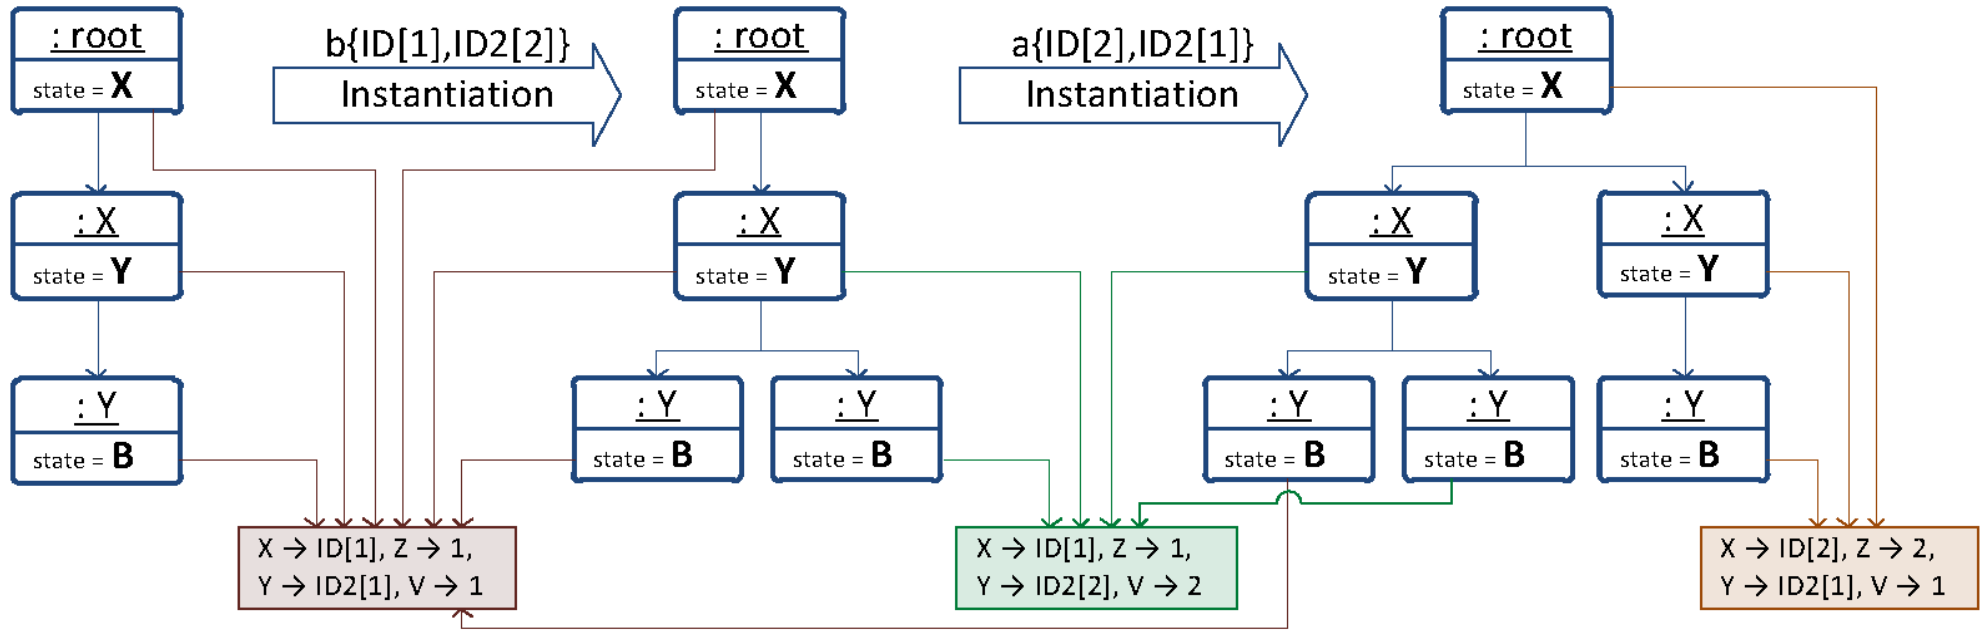 : root
state = X
b{ID[1],ID2[2]}
Instantiation
: root
state = X
a{ID[2],ID2[1]}
Instantiation
: root
state = X
: X
state = Y
: X
state = Y
: X
state = Y
: X
state = Y
: Y
state = B
: Y
state = B
: Y
state = B
: Y
state = B
: Y
state = B
: Y
state = B
X → ID[1], Z → 1,
Y → ID2[1], V → 1
X → ID[1], Z → 1,
Y → ID2[2], V → 2
X → ID[2], Z → 2,
Y → ID2[1], V → 1